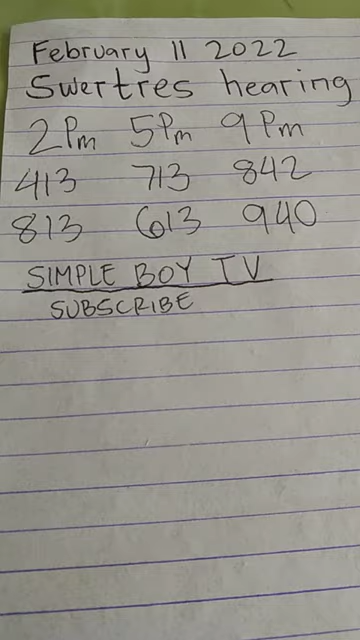 February 11 2022
Swertres hearing
2Pm 5Pm 9Pm
413 713 842
813 613 940
SIMPLE BOY TV
SUBSCRIBE